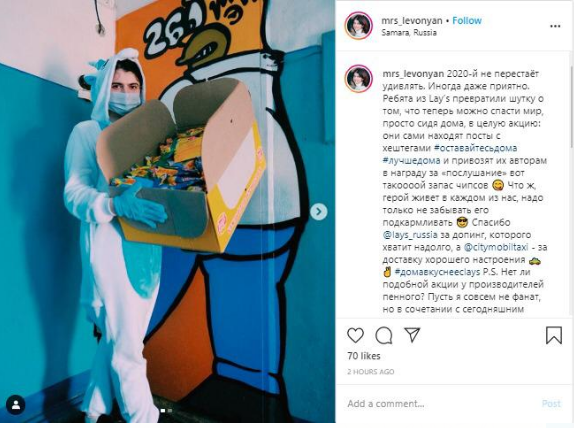 260
mrs_levonyan • Follow
Samara, Russia
mrs_levonyan 2020-й не перестаёт
удивлять. Иногда даже приятно.
Ребята из Lay's превратили шутку о
том, что теперь можно спасти мир,
просто сидя дома, в целую акцию:
они сами находят посты с
хештегами #оставайтесьдома
#лучшедома и привозят их авторам
в награду за «послушание» вот
такооооой запас чипсов 😋 Что ж,
герой живет в каждом из нас, надо
только не забывать его
подкармливать 😎 Спасибо
@lays_russia за допинг, которого
хватит надолго, а @citymobiltaxi - за
доставку хорошего настроения 🚕
✌ #домавкуснееclays P.S. Нет ли
подобной акции у производителей
пенного? Пусть я совсем не фанат,
но в сочетании с сегодняшним
70 likes
2 HOURS AGO
Add a comment...
Post